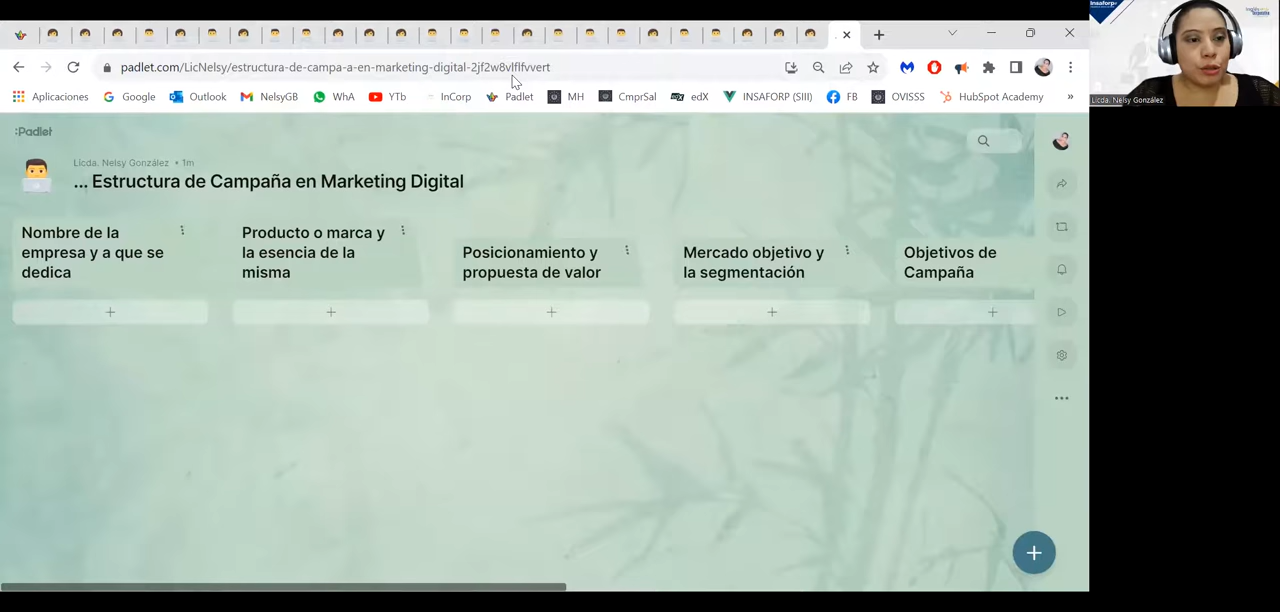 padlet.com/LicNelsy/estructura-de-campa-a-en-marketing-digital-2jf2w8vlflfvvert
Aplicaciones Google Outlook NelsyGB WhA YTb InCorp Padlet MH CmprSal edX INSAFORP (SIII) FB OVISSS HubSpot Academy »
:Padlet
Licda. Nelsy González • 1m
... Estructura de Campaña en Marketing Digital
Nombre de la
empresa y a que se
dedica
Producto o marca y
la esencia de la
misma
Posicionamiento y
propuesta de valor
Mercado objetivo y
la segmentación
Objetivos de
Campaña
Insaforp
Licda. Nelsy González